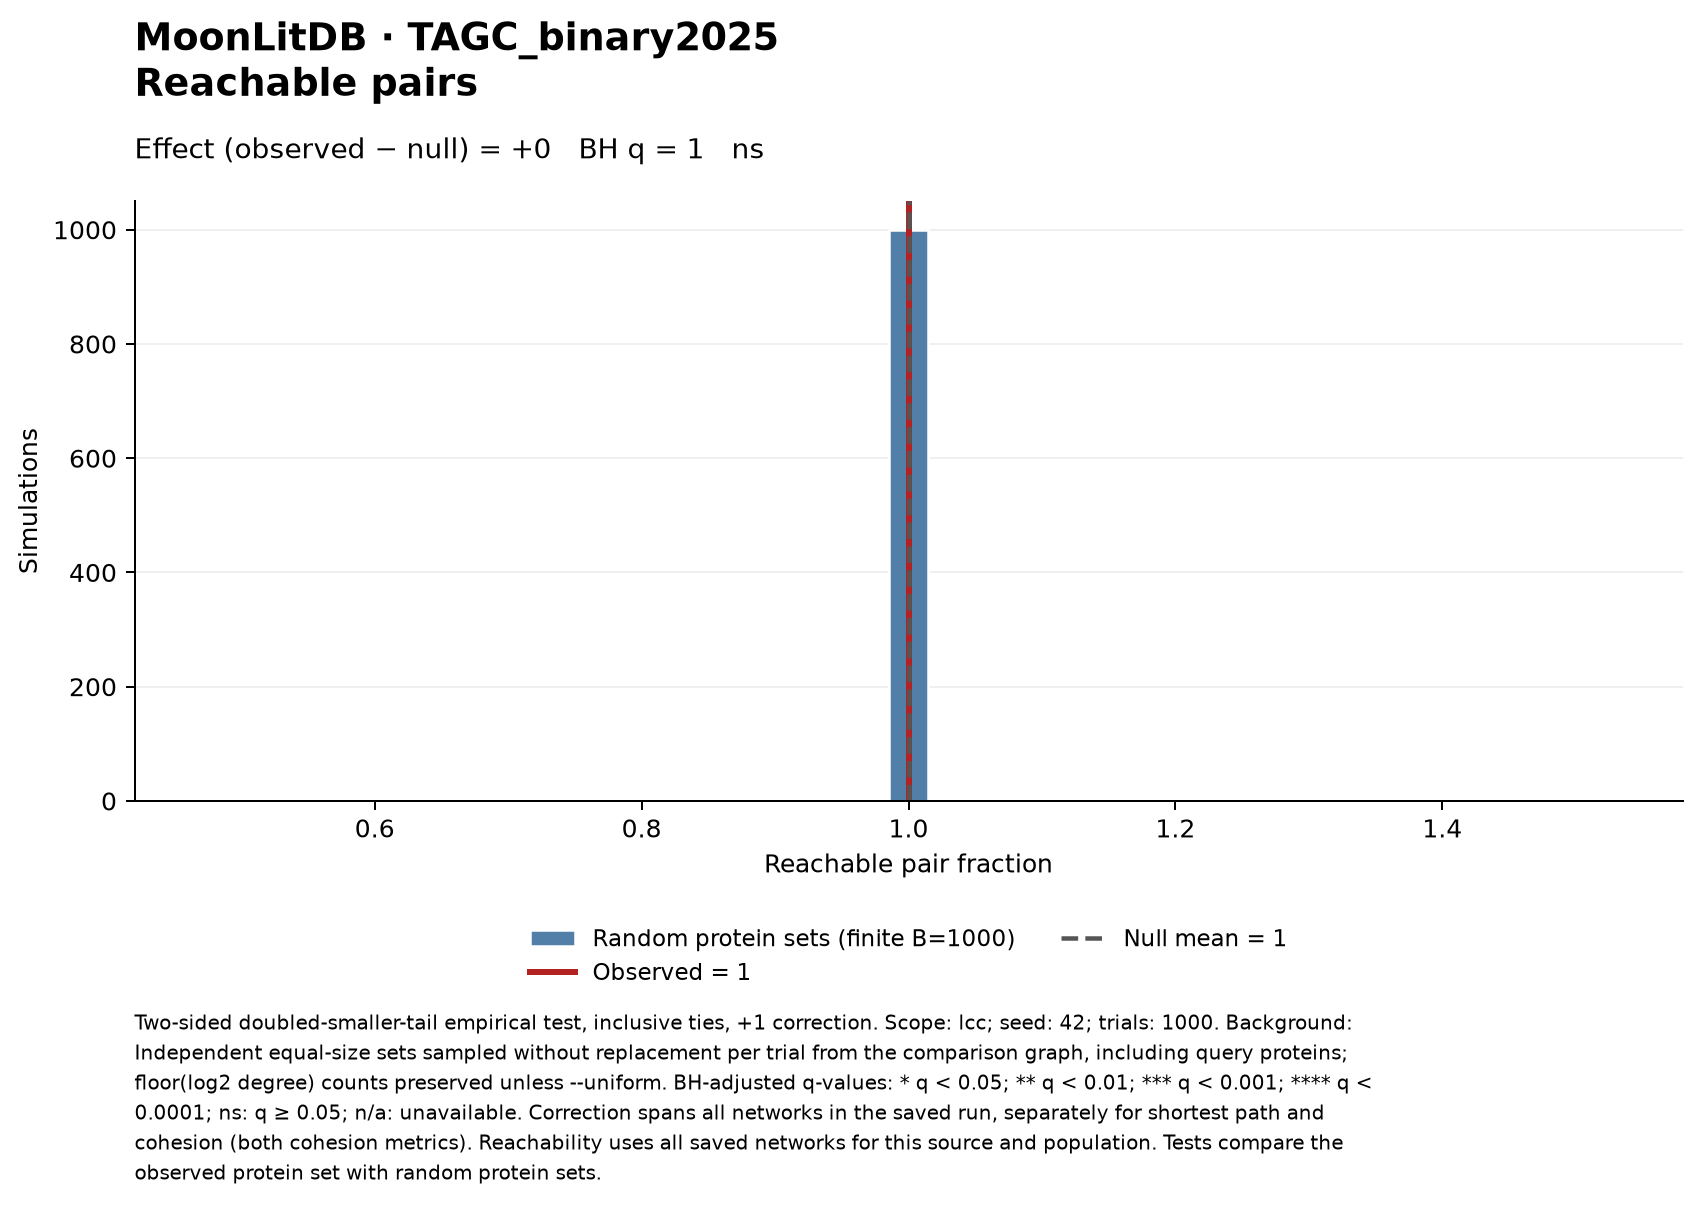 MoonLitDB · TAGC_binary2025
Reachable pairs
Effect (observed − null) = +0   BH q = 1   ns
1000
800
600
400
200
0
Simulations
0.6
0.8
1.0
1.2
1.4
Reachable pair fraction
Random protein sets (finite B=1000)
Null mean = 1
Observed = 1
Two-sided doubled-smaller-tail empirical test, inclusive ties, +1 correction. Scope: lcc; seed: 42; trials: 1000. Background:
Independent equal-size sets sampled without replacement per trial from the comparison graph, including query proteins;
floor(log2 degree) counts preserved unless --uniform. BH-adjusted q-values: * q < 0.05; ** q < 0.01; *** q < 0.001; **** q <
0.0001; ns: q ≥ 0.05; n/a: unavailable. Correction spans all networks in the saved run, separately for shortest path and
cohesion (both cohesion metrics). Reachability uses all saved networks for this source and population. Tests compare the
observed protein set with random protein sets.